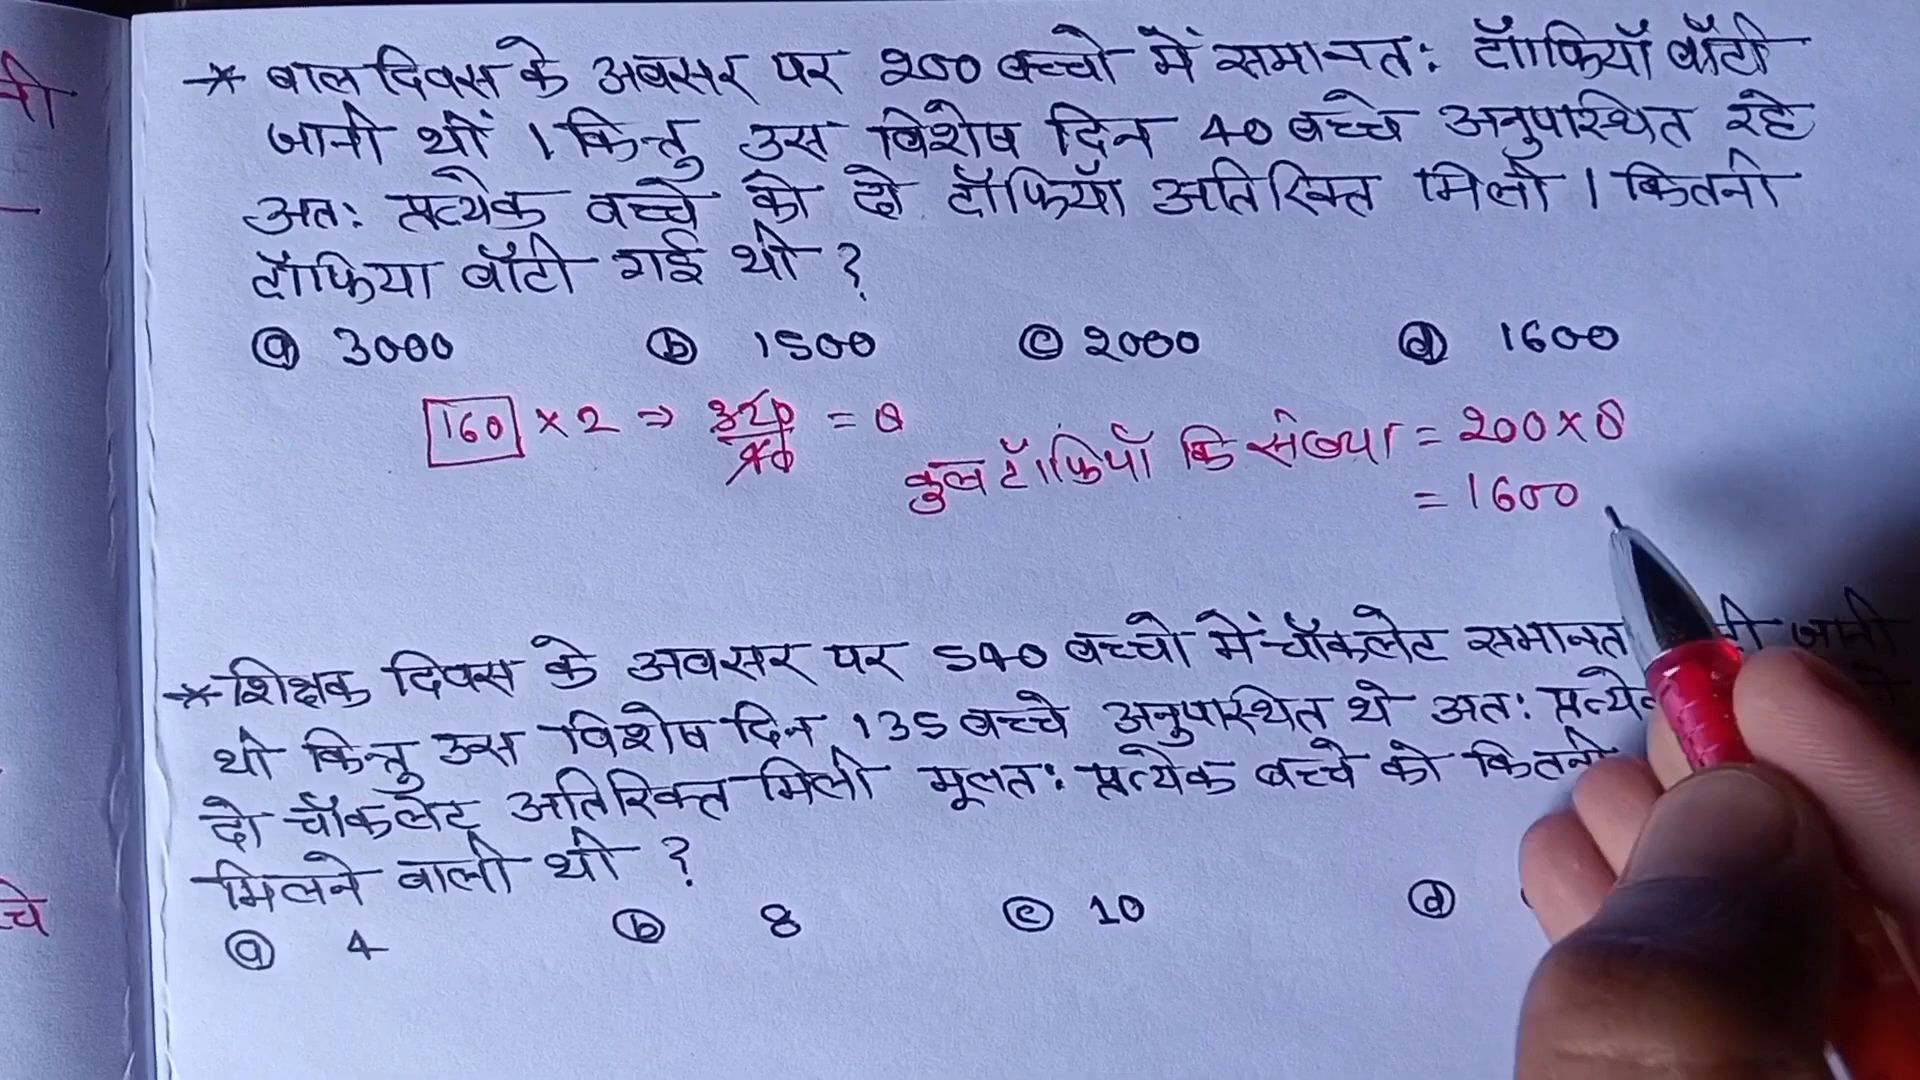 * बाल दिवस के अवसर पर 200 बच्चो में समानत: टॉफियाँ बाँटी
जानी थीं । किन्तु उस विशेष दिन 40 बच्चे अनुपस्थित रहे
अत: प्रत्येक बच्चे को दो टॉफियाँ अतिरिक्त मिली । कितनी
टॉफिया बाँटी गई थी ?
ⓐ 3000 ⓑ 1500 ⓒ 2000 ⓓ 1600
160 × 2 ⇒ 320/40 = 8
कुल टॉफियाँ कि संख्या = 200 × 8
= 1600
* शिक्षक दिवस के अवसर पर 540 बच्चो में चॉकलेट समानत जानी
थी किन्तु उस विशेष दिन 135 बच्चे अनुपस्थित थे अत:
दो चॉकलेट अतिरिक्त मिली मूलत: प्रत्येक बच्चे को कितनी
मिलने वाली थी ?
ⓐ 4 ⓑ 8 ⓒ 10 ⓓ